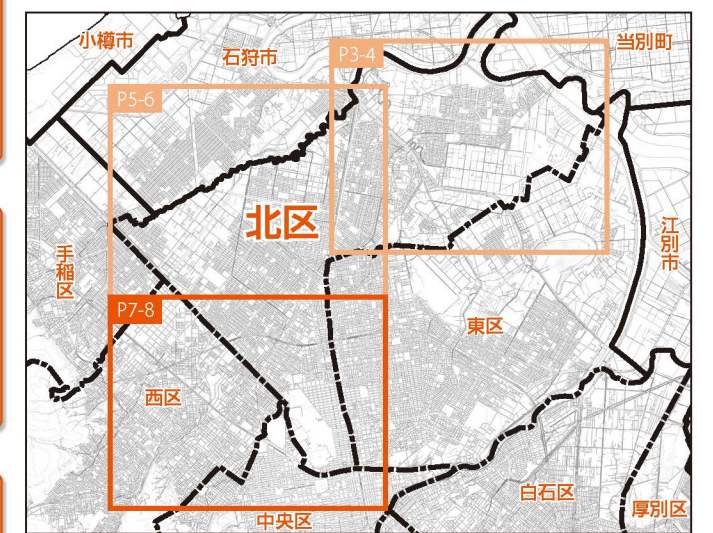 小樽市
石狩市
P3-4
当別町
P5-6
北区
手稲区
江別市
P7-8
東区
西区
白石区
厚別区
中央区